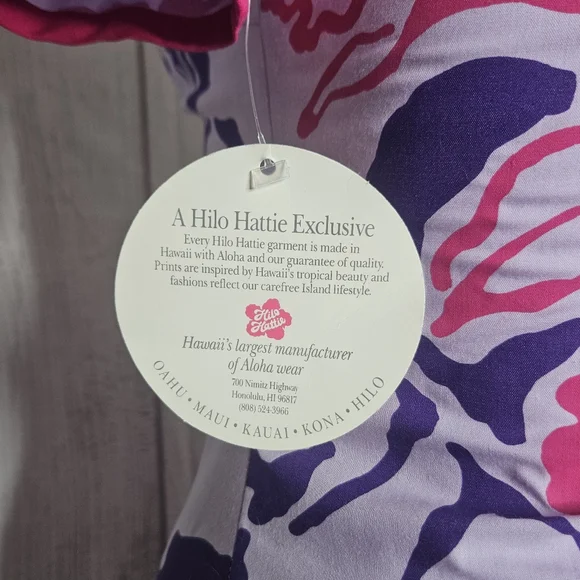 A Hilo Hattie Exclusive
Every Hilo Hattie garment is made in
Hawaii with Aloha and our guarantee of quality.
Prints are inspired by Hawaii's tropical beauty and
fashions reflect our carefree Island lifestyle.
Hilo
Hattie
Hawaii's largest manufacturer
of Aloha wear
700 Nimitz Highway
Honolulu, HI 96817
(808) 524-3966
OAHU • MAUI • KAUAI • KONA • HILO